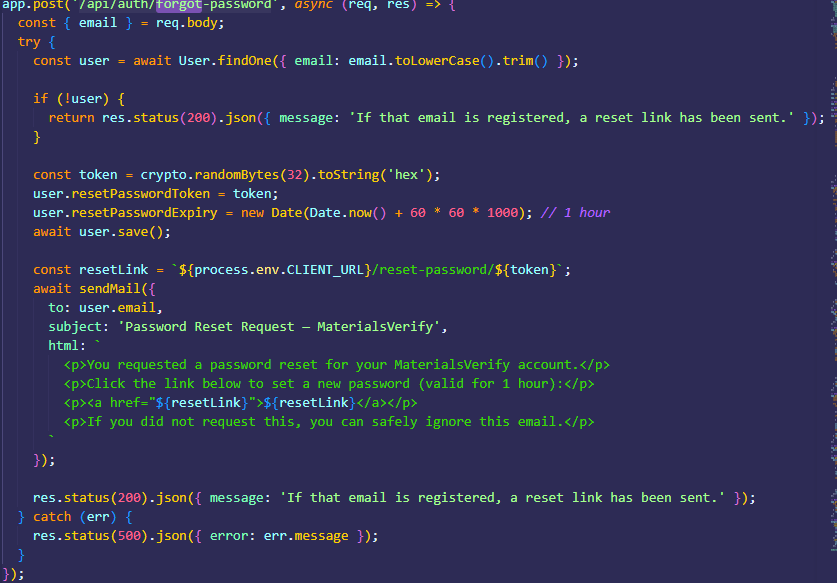 app.post('/api/auth/forgot-password', async (req, res) => {
  const { email } = req.body;
  try {
    const user = await User.findOne({ email: email.toLowerCase().trim() });

    if (!user) {
      return res.status(200).json({ message: 'If that email is registered, a reset link has been sent.' });
    }

    const token = crypto.randomBytes(32).toString('hex');
    user.resetPasswordToken = token;
    user.resetPasswordExpiry = new Date(Date.now() + 60 * 60 * 1000); // 1 hour
    await user.save();

    const resetLink = `${process.env.CLIENT_URL}/reset-password/${token}`;
    await sendMail({
      to: user.email,
      subject: 'Password Reset Request — MaterialsVerify',
      html: `
        <p>You requested a password reset for your MaterialsVerify account.</p>
        <p>Click the link below to set a new password (valid for 1 hour):</p>
        <p><a href="${resetLink}">${resetLink}</a></p>
        <p>If you did not request this, you can safely ignore this email.</p>
      `
    });

    res.status(200).json({ message: 'If that email is registered, a reset link has been sent.' });
  } catch (err) {
    res.status(500).json({ error: err.message });
  }
});